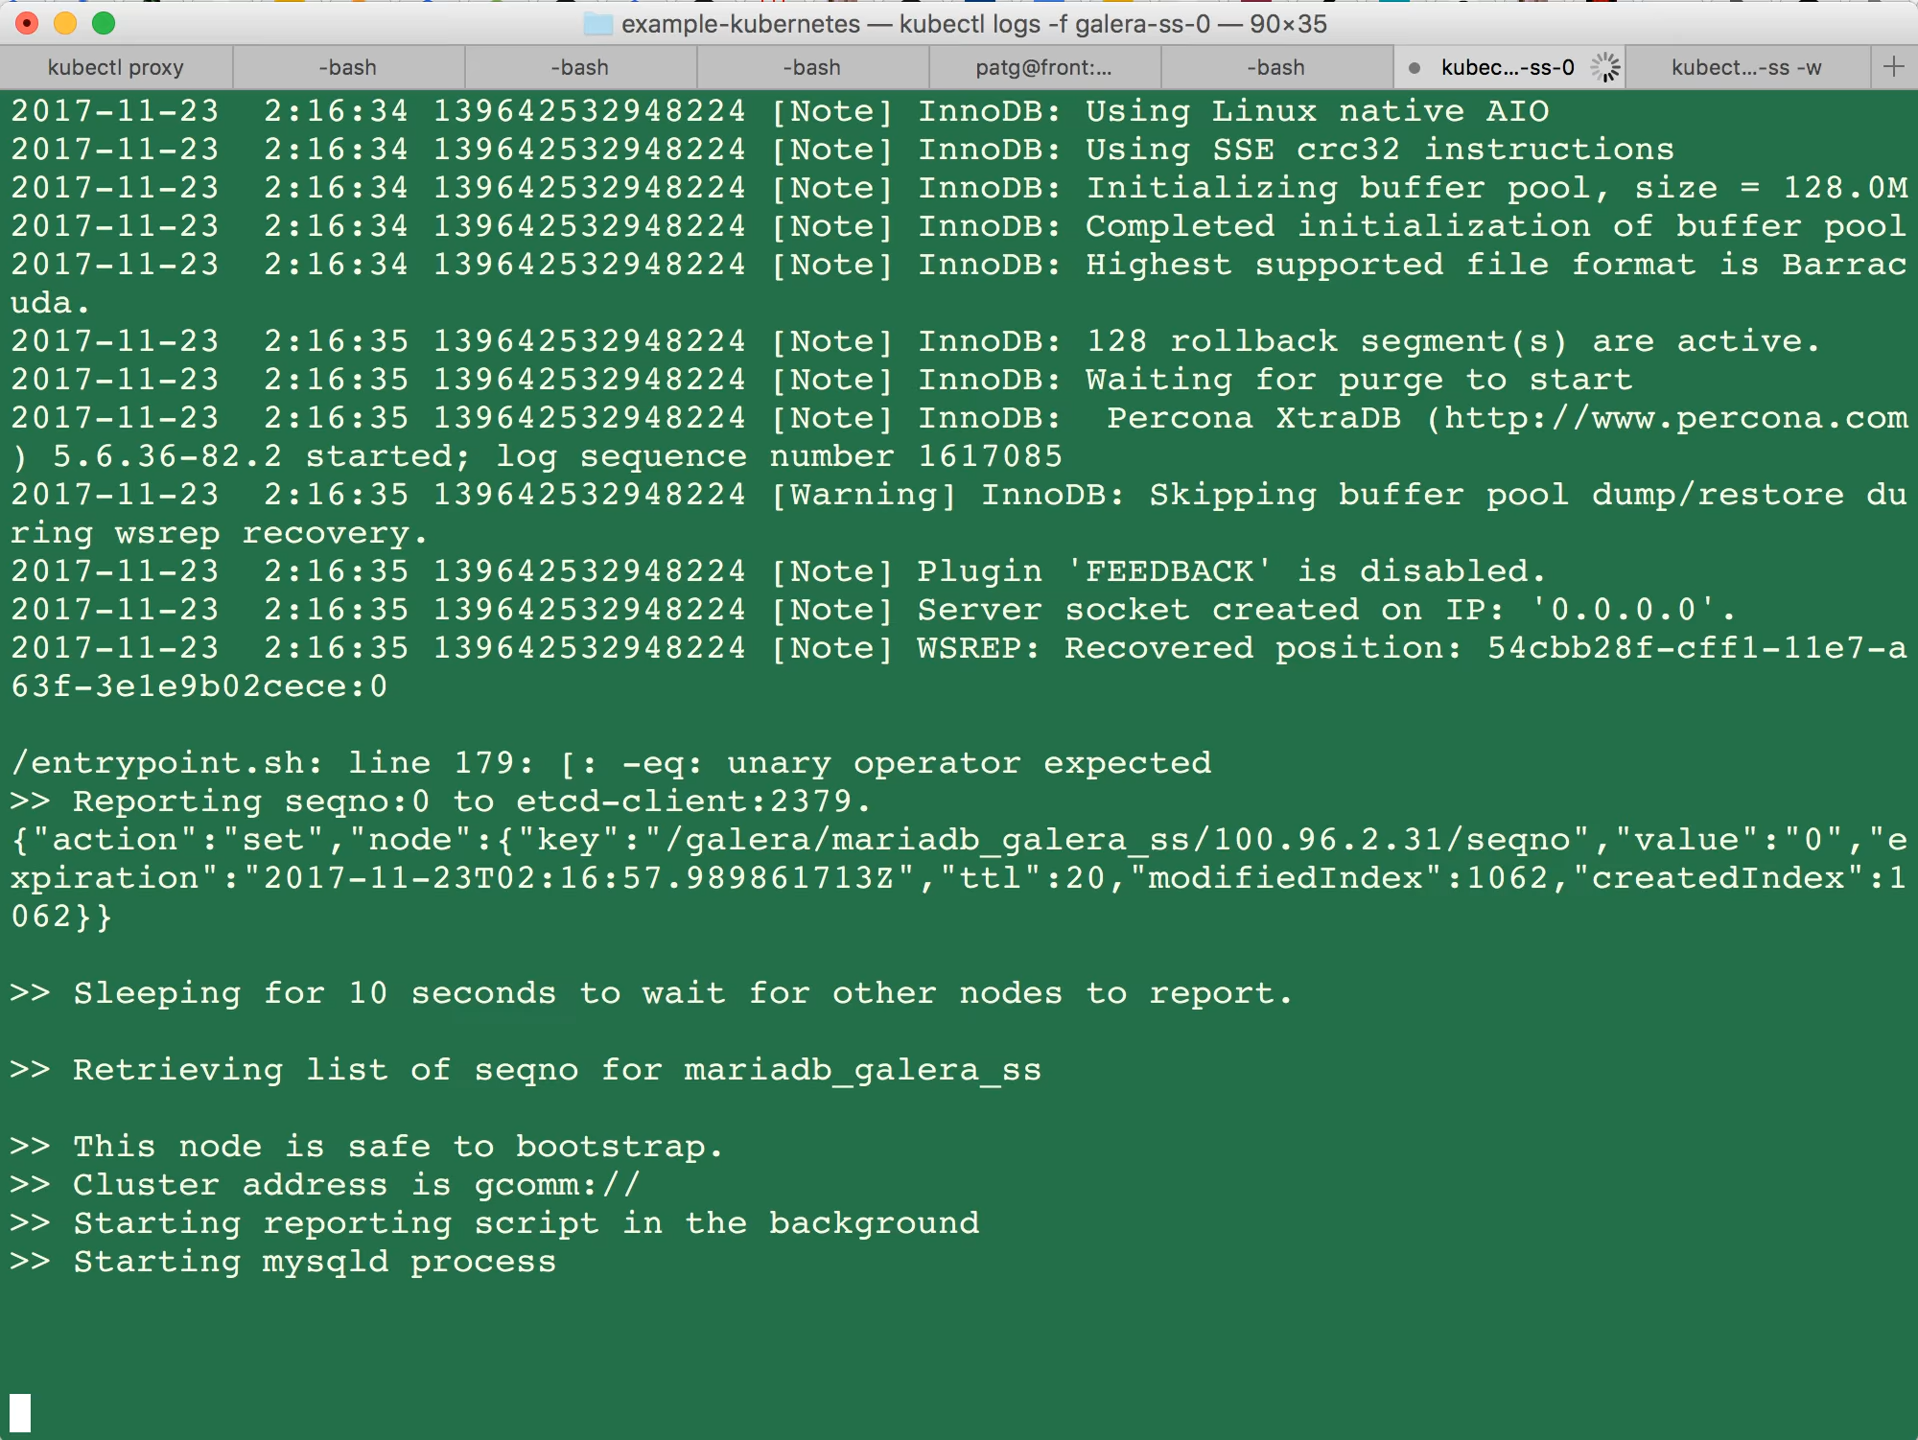 example-kubernetes — kubectl logs -f galera-ss-0 — 90×35
kubectl proxy -bash -bash -bash patg@front:... -bash kubec...-ss-0 kubect...-ss -w +
2017-11-23  2:16:34 139642532948224 [Note] InnoDB: Using Linux native AIO
2017-11-23  2:16:34 139642532948224 [Note] InnoDB: Using SSE crc32 instructions
2017-11-23  2:16:34 139642532948224 [Note] InnoDB: Initializing buffer pool, size = 128.0M
2017-11-23  2:16:34 139642532948224 [Note] InnoDB: Completed initialization of buffer pool
2017-11-23  2:16:34 139642532948224 [Note] InnoDB: Highest supported file format is Barrac
uda.
2017-11-23  2:16:35 139642532948224 [Note] InnoDB: 128 rollback segment(s) are active.
2017-11-23  2:16:35 139642532948224 [Note] InnoDB: Waiting for purge to start
2017-11-23  2:16:35 139642532948224 [Note] InnoDB:  Percona XtraDB (http://www.percona.com
) 5.6.36-82.2 started; log sequence number 1617085
2017-11-23  2:16:35 139642532948224 [Warning] InnoDB: Skipping buffer pool dump/restore du
ring wsrep recovery.
2017-11-23  2:16:35 139642532948224 [Note] Plugin 'FEEDBACK' is disabled.
2017-11-23  2:16:35 139642532948224 [Note] Server socket created on IP: '0.0.0.0'.
2017-11-23  2:16:35 139642532948224 [Note] WSREP: Recovered position: 54cbb28f-cff1-11e7-a
63f-3e1e9b02cece:0
/entrypoint.sh: line 179: [: -eq: unary operator expected
>> Reporting seqno:0 to etcd-client:2379.
{"action":"set","node":{"key":"/galera/mariadb_galera_ss/100.96.2.31/seqno","value":"0","e
xpiration":"2017-11-23T02:16:57.989861713Z","ttl":20,"modifiedIndex":1062,"createdIndex":1
062}}
>> Sleeping for 10 seconds to wait for other nodes to report.
>> Retrieving list of seqno for mariadb_galera_ss
>> This node is safe to bootstrap.
>> Cluster address is gcomm://
>> Starting reporting script in the background
>> Starting mysqld process